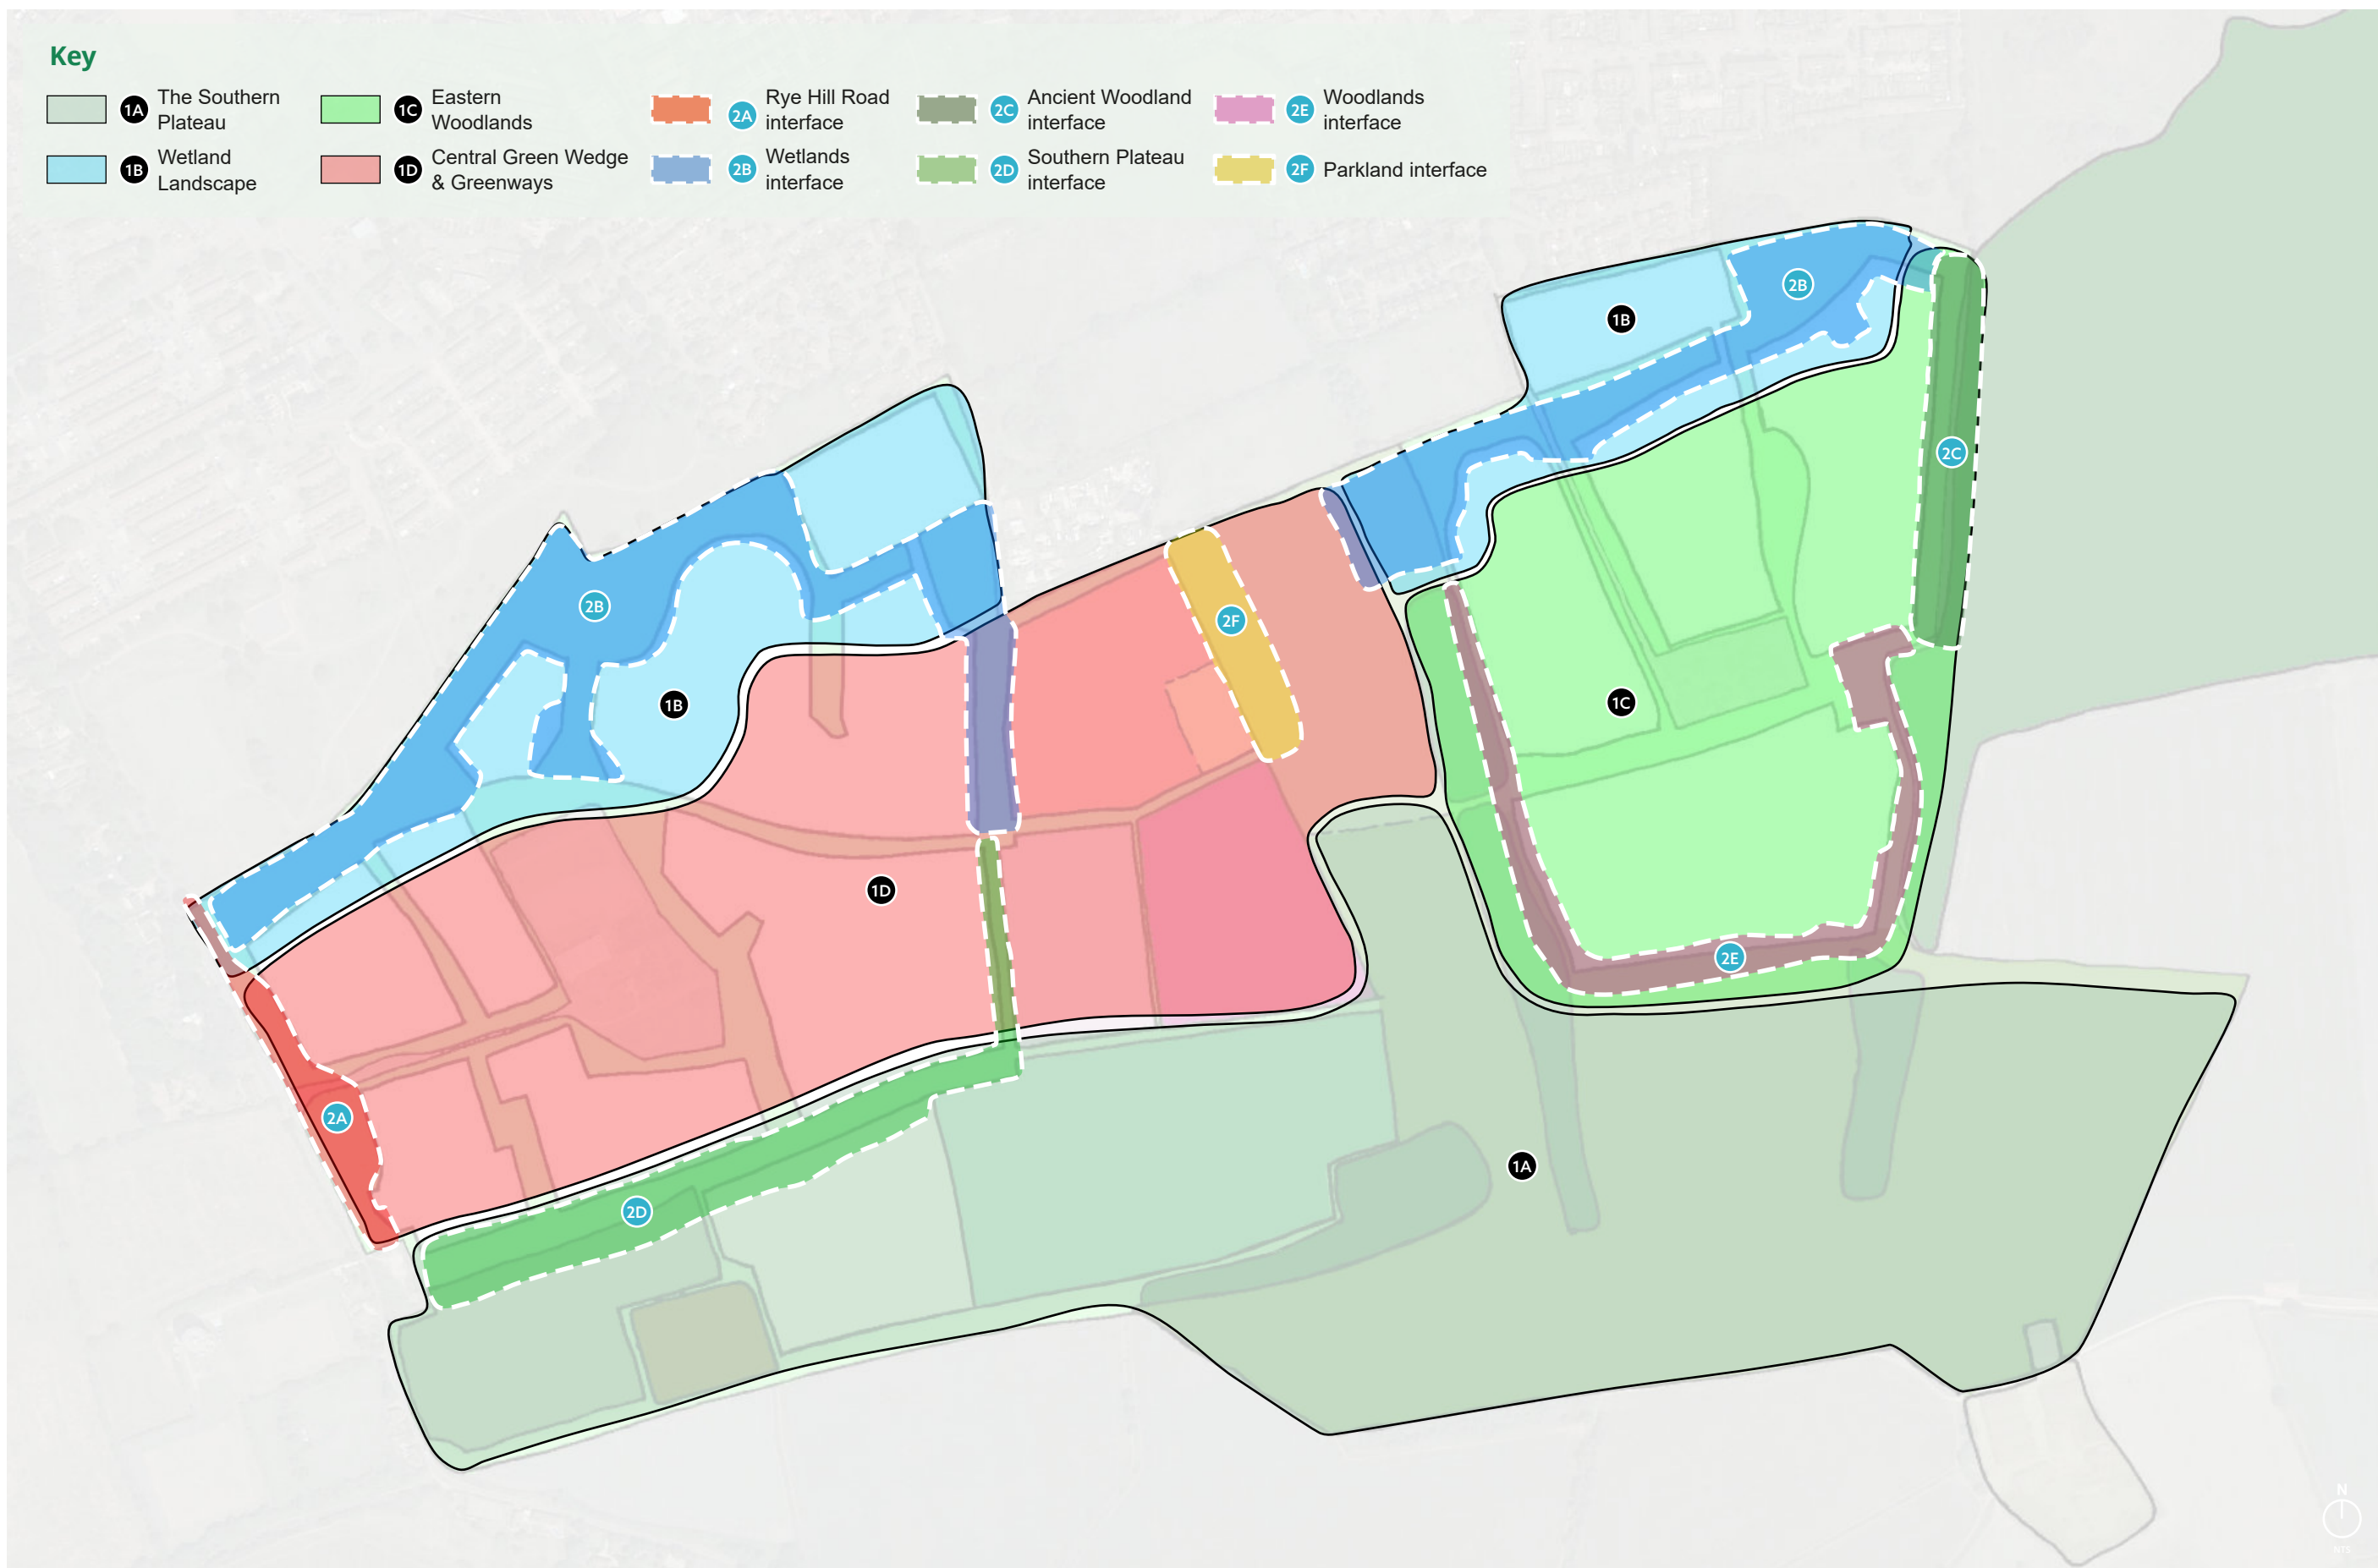 Key
1A The Southern Plateau
1B Wetland Landscape
1C Eastern Woodlands
1D Central Green Wedge & Greenways
2A Rye Hill Road interface
2B Wetlands interface
2C Ancient Woodland interface
2D Southern Plateau interface
2E Woodlands interface
2F Parkland interface
2B
1B
2C
2B
2F
1B
1C
1D
2E
2A
1A
2D
N
NTS